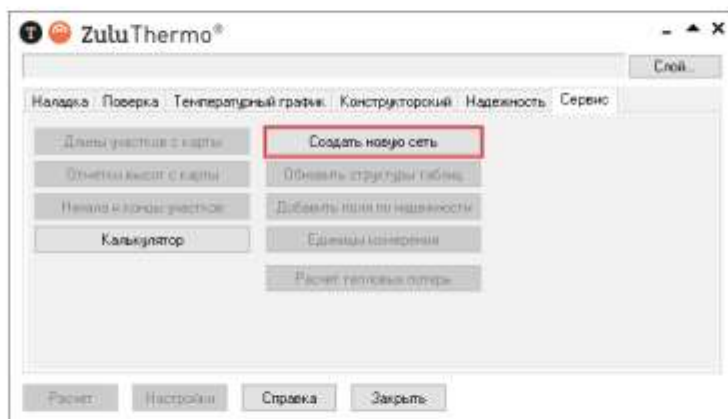 ZuluThermo®
Слой...
Наладка Поверка Температурный график Конструкторский Надежность Сервис
Длины участков с карты Создать новую сеть
Отметки высот с карты Обновить структуры таблиц
Начала и концы участков Добавить поля по надежности
Калькулятор Единицы измерения
Расчет тепловых потерь
Расчет Настройки Справка Закрыть